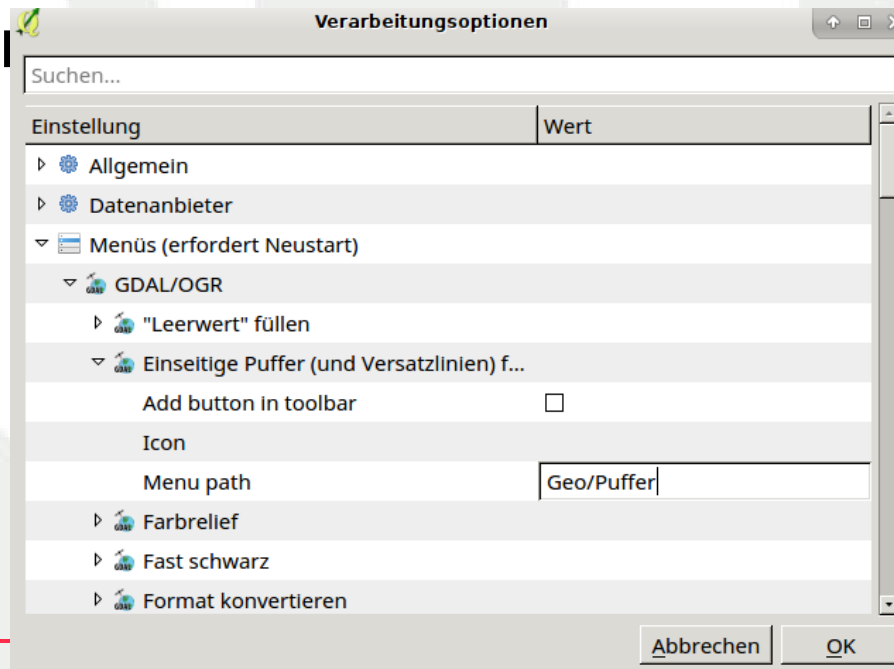 Verarbeitungsoptionen
Suchen...
Einstellung Wert
Allgemein
Datenanbieter
Menüs (erfordert Neustart)
GDAL/OGR
"Leerwert" füllen
Einseitige Puffer (und Versatzlinien) f...
Add button in toolbar
Icon
Menu path Geo/Puffer
Farbrelief
Fast schwarz
Format konvertieren
Abbrechen OK